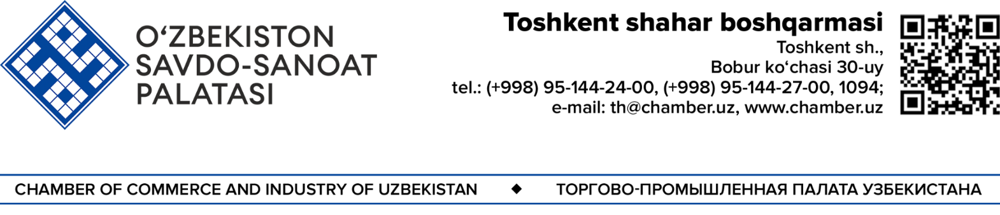 O‘ZBEKISTON
SAVDO-SANOAT
PALATASI
Toshkent shahar boshqarmasi
Toshkent sh.,
Bobur ko‘chasi 30-uy
tel.: (+998) 95-144-24-00, (+998) 95-144-27-00, 1094;
e-mail: th@chamber.uz, www.chamber.uz
CHAMBER OF COMMERCE AND INDUSTRY OF UZBEKISTAN ◆ ТОРГОВО-ПРОМЫШЛЕННАЯ ПАЛАТА УЗБЕКИСТАНА